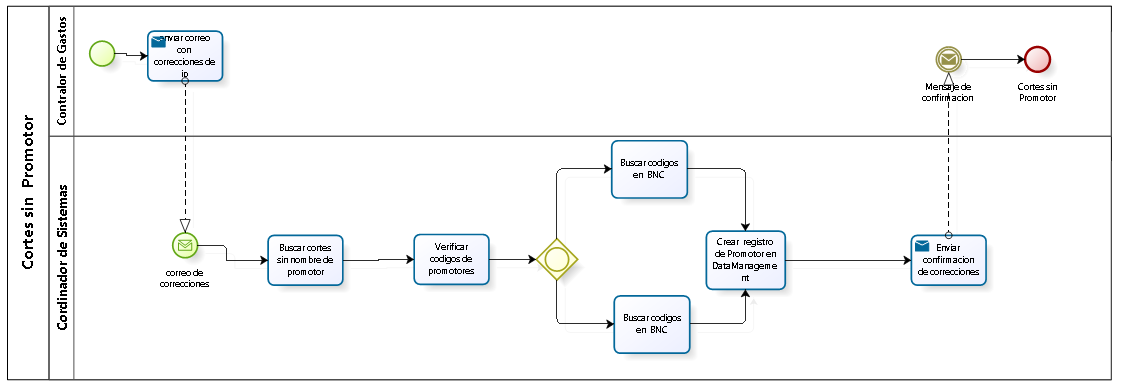 Cortes sin Promotor
Contralor de Gastos
enviar correo
con
correcciones de
ip
Mensaje de
confirmacion
Cortes sin
Promotor
Cordinador de Sistemas
correo de
correcciones
Buscar cortes
sin nombre de
promotor
Verificar
codigos de
promotores
Buscar codigos
en BNC
Buscar codigos
en BNC
Crear registro
de Promotor en
DataManageme
nt
Enviar
confirmacion
de correcciones